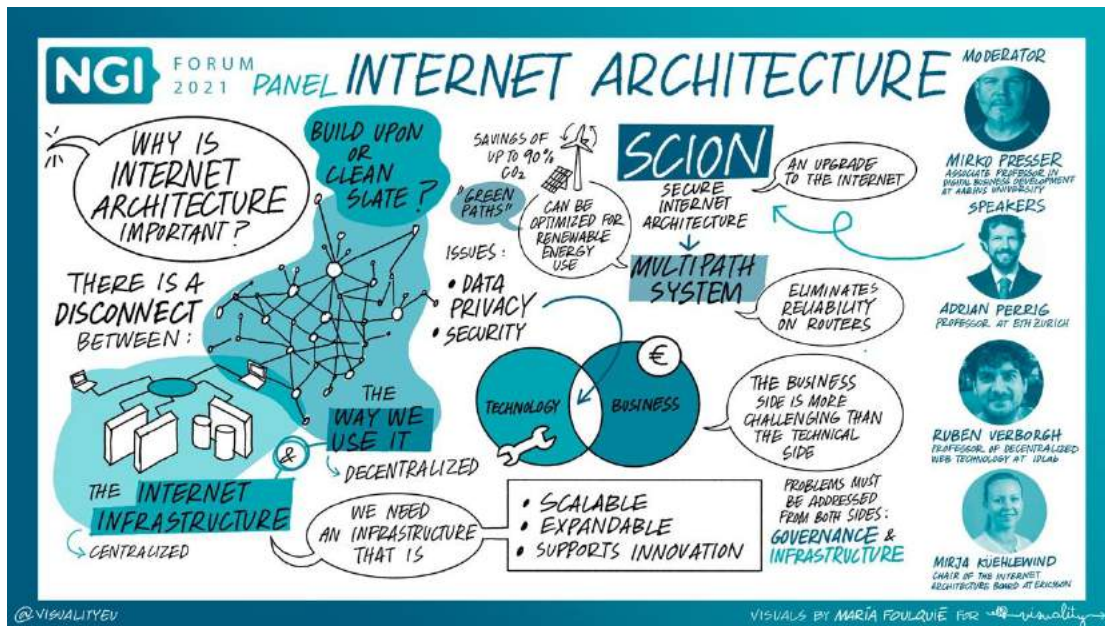 NGI
FORUM
2021
PANEL INTERNET ARCHITECTURE
WHY IS
INTERNET
ARCHITECTURE
IMPORTANT?
BUILD UPON
OR
CLEAN
SLATE?
THERE IS A
DISCONNECT
BETWEEN:
THE INTERNET
INFRASTRUCTURE
CENTRALIZED
&
THE
WAY WE
USE IT
DECENTRALIZED
SAVINGS OF
UP TO 90%
CO2
"GREEN
PATHS"
CAN BE
OPTIMIZED FOR
RENEWABLE
ENERGY
USE
SCION
SECURE
INTERNET
ARCHITECTURE
MULTIPATH
SYSTEM
AN UPGRADE
TO THE INTERNET
ELIMINATES
RELIABILITY
ON ROUTERS
ISSUES:
• DATA
PRIVACY
• SECURITY
TECHNOLOGY
BUSINESS
€
THE BUSINESS
SIDE IS MORE
CHALLENGING THAN
THE TECHNICAL
SIDE
WE NEED
AN INFRASTRUCTURE
THAT IS
• SCALABLE
• EXPANDABLE
• SUPPORTS INNOVATION
PROBLEMS MUST
BE ADDRESSED
FROM BOTH SIDES:
GOVERNANCE &
INFRASTRUCTURE
MODERATOR
MIRKO PRESSER
ASSOCIATE PROFESSOR IN
DIGITAL BUSINESS DEVELOPMENT
AT AARHUS UNIVERSITY
SPEAKERS
ADRIAN PERRIG
PROFESSOR AT ETH ZURICH
RUBEN VERBORGH
PROFESSOR OF DECENTRALIZED
WEB TECHNOLOGY AT IDLAB
MIRJA KÜEHLEWIND
CHAIR OF THE INTERNET
ARCHITECTURE BOARD AT ERICSSON
@VISUALITYEU
VISUALS BY MARÍA FOULQUIÉ FOR visuality